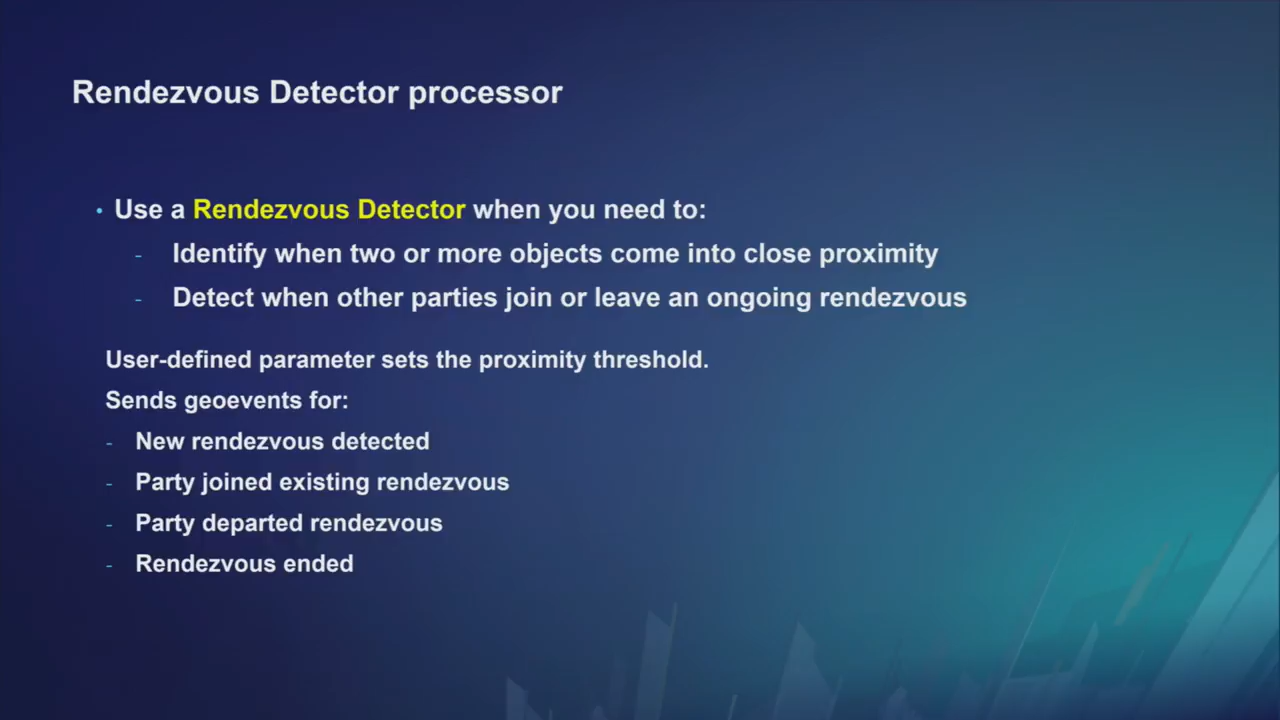 Rendezvous Detector processor
• Use a Rendezvous Detector when you need to:
- Identify when two or more objects come into close proximity
- Detect when other parties join or leave an ongoing rendezvous
User-defined parameter sets the proximity threshold.
Sends geoevents for:
- New rendezvous detected
- Party joined existing rendezvous
- Party departed rendezvous
- Rendezvous ended